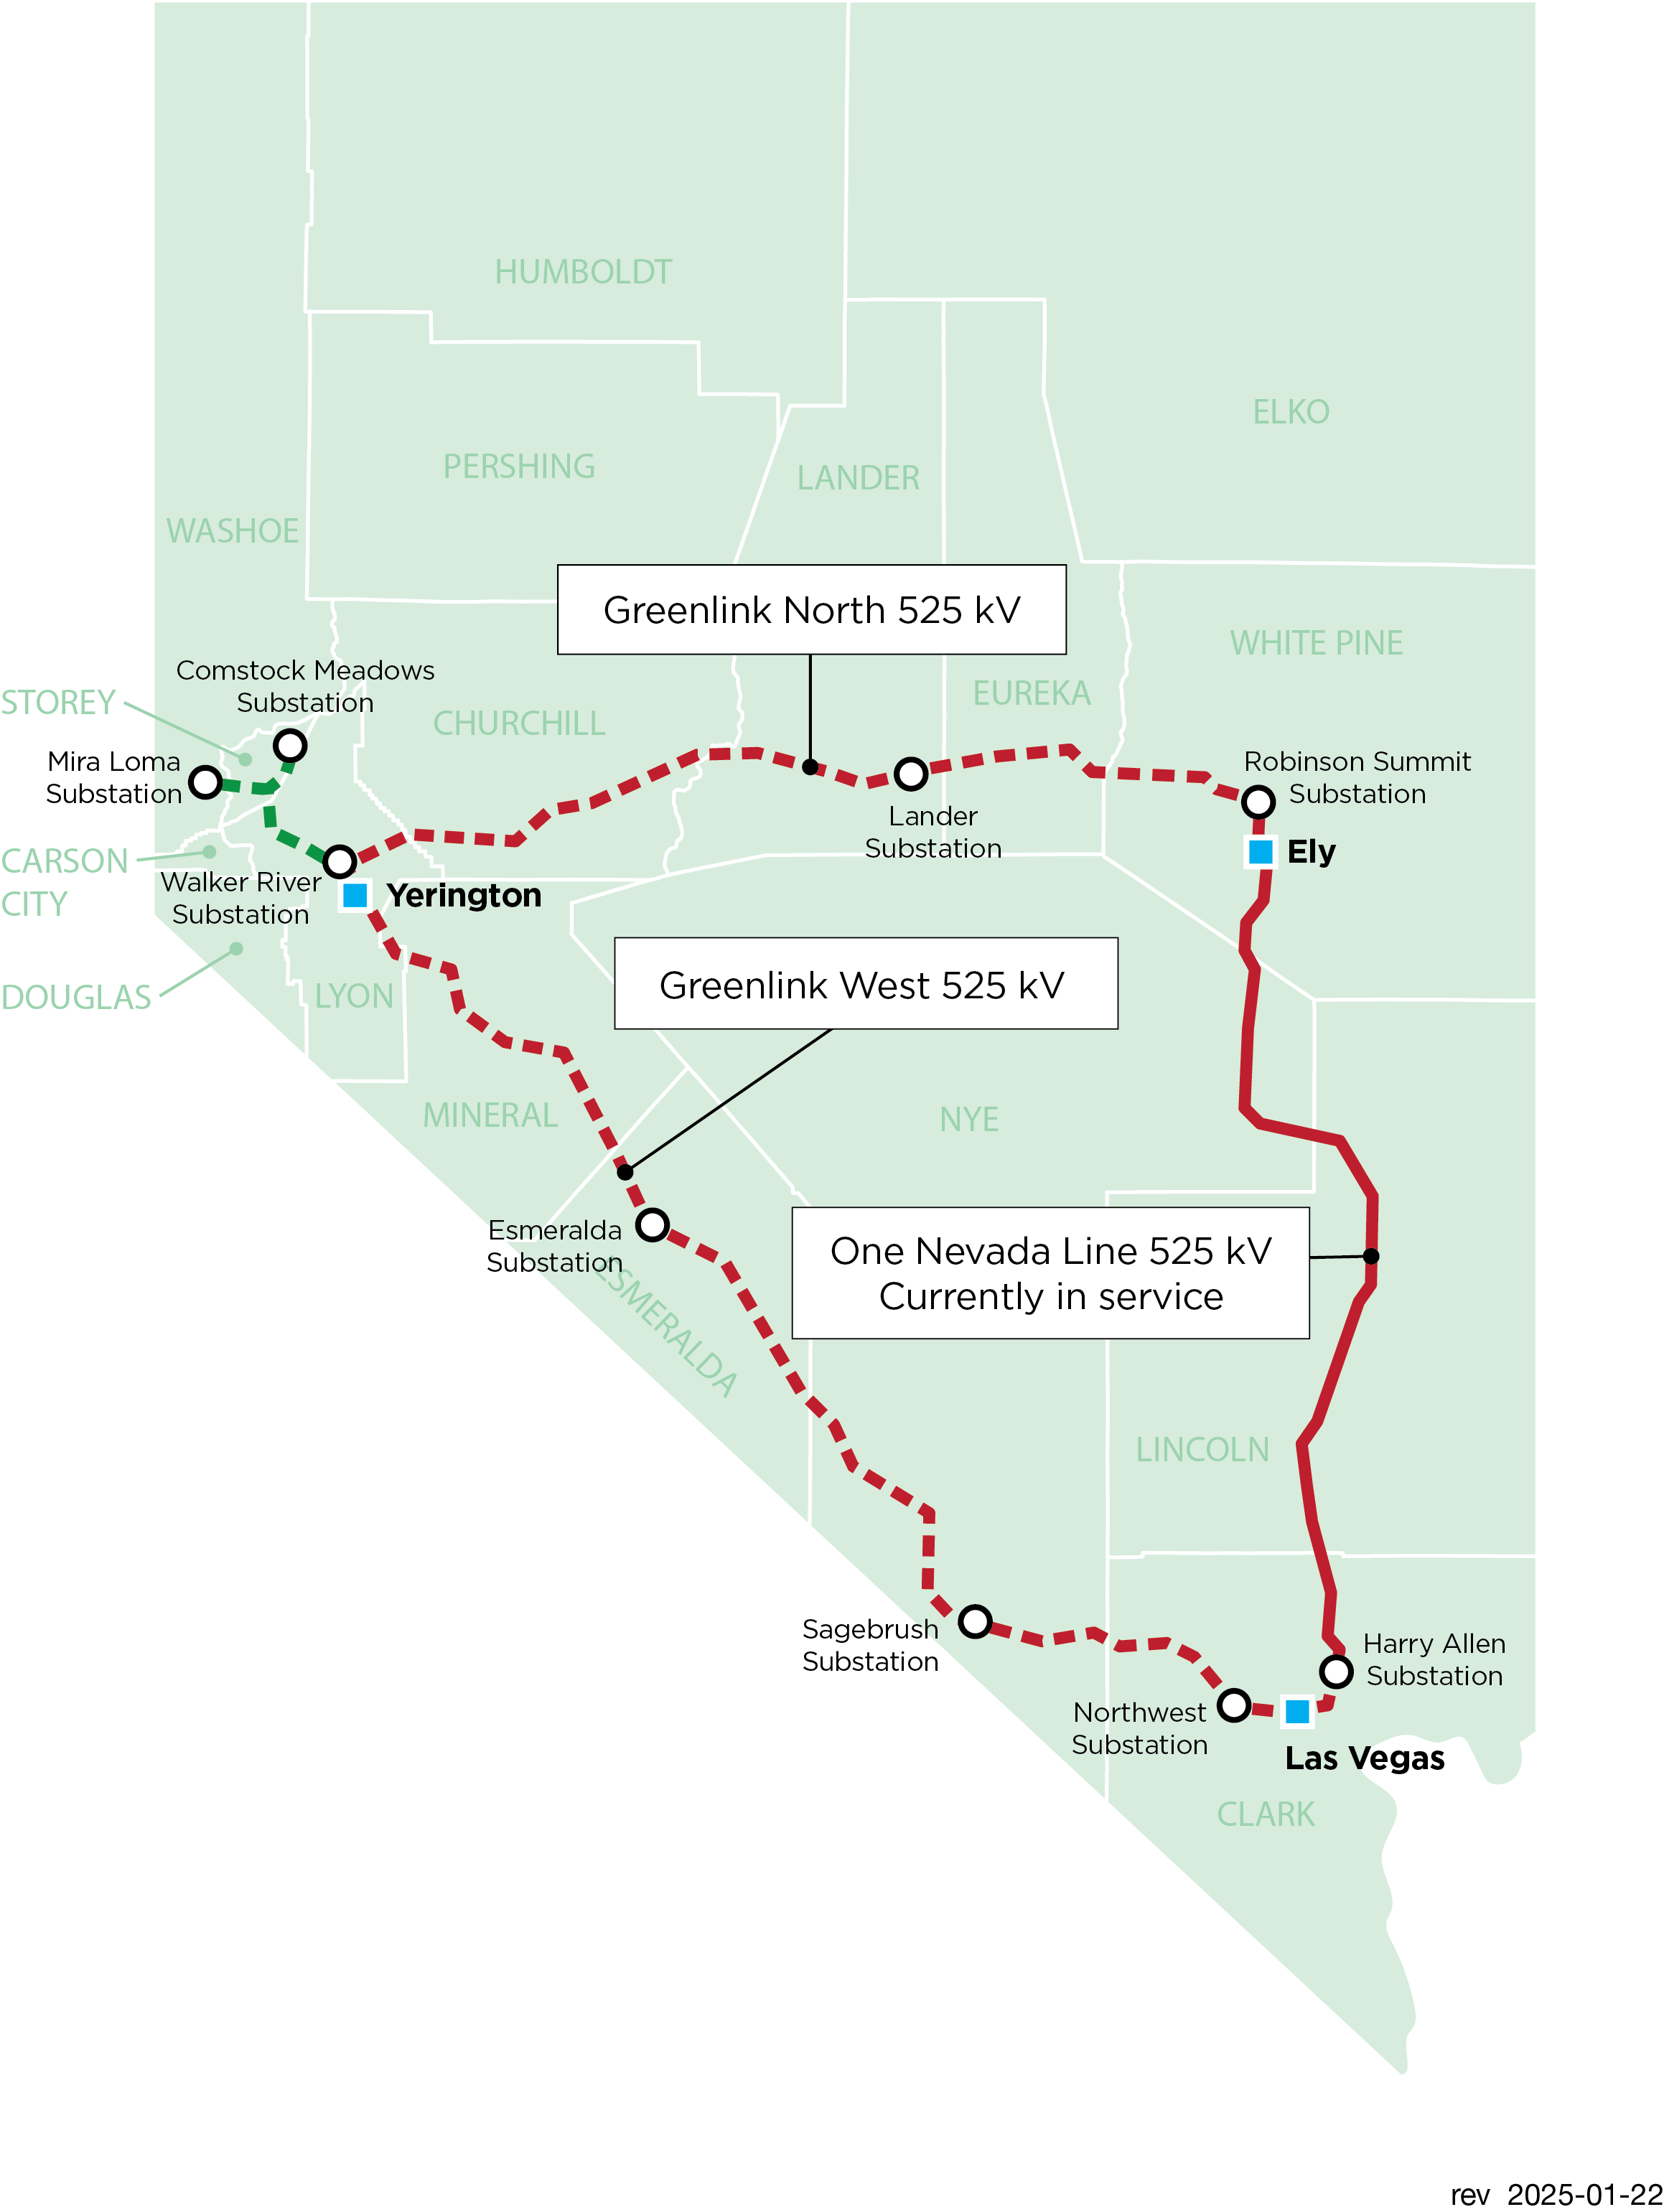 HUMBOLDT
ELKO
PERSHING
LANDER
WASHOE
Greenlink North 525 kV
WHITE PINE
Comstock Meadows
Substation
STOREY
EUREKA
CHURCHILL
Mira Loma
Substation
Robinson Summit
Substation
Lander
Substation
Ely
CARSON
CITY
Walker River
Substation
Yerington
DOUGLAS
LYON
Greenlink West 525 kV
MINERAL
NYE
Esmeralda
Substation
One Nevada Line 525 kV
Currently in service
ESMERALDA
LINCOLN
Sagebrush
Substation
Harry Allen
Substation
Northwest
Substation
Las Vegas
CLARK
rev 2025-01-22